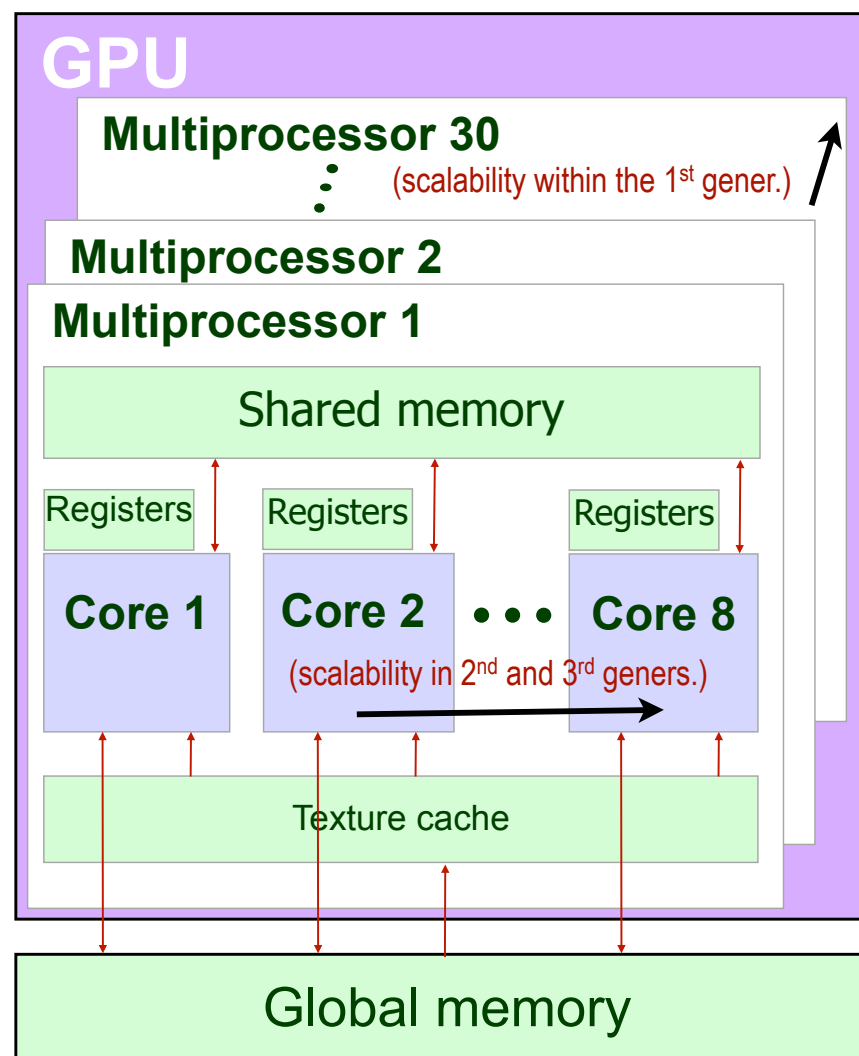 GPU
Multiprocessor 30
(scalability within the 1st gener.)
Multiprocessor 2
Multiprocessor 1
Shared memory
Registers
Registers
Registers
Core 1
Core 2
Core 8
(scalability in 2nd and 3rd geners.)
Texture cache
Global memory